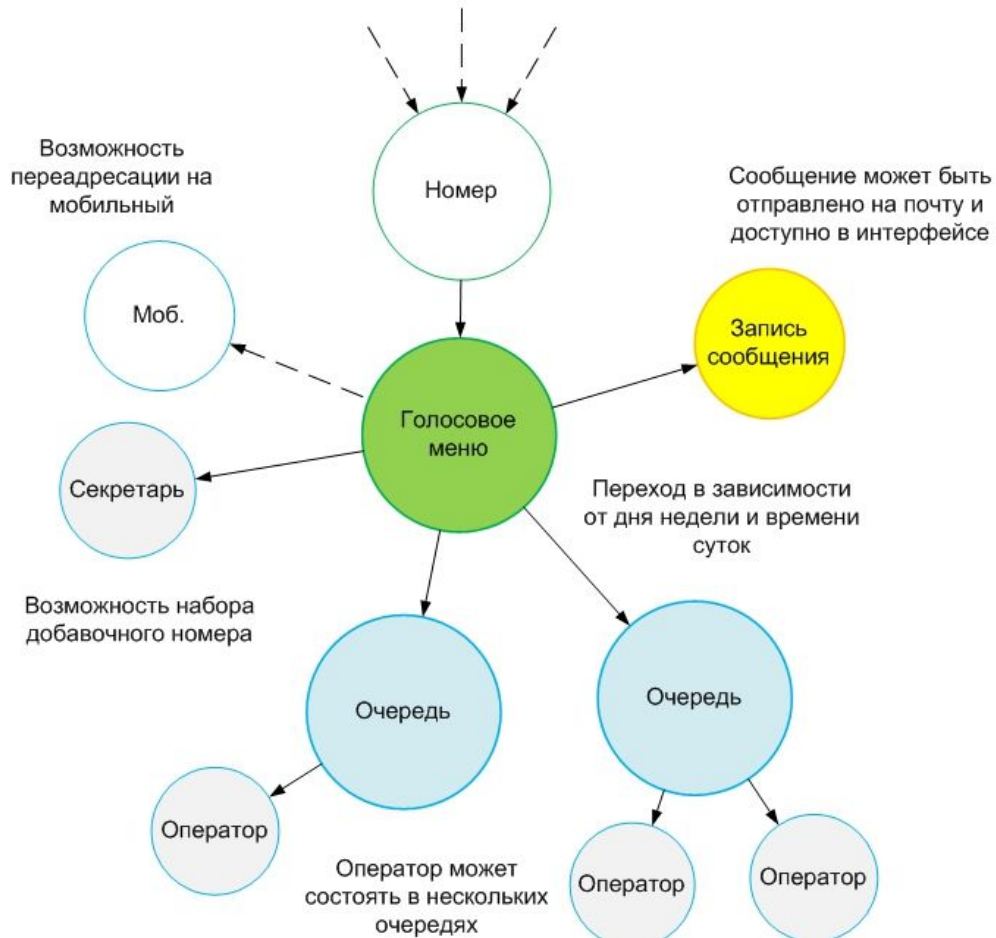 Номер
Возможность
переадресации на
мобильный
Сообщение может быть
отправлено на почту и
доступно в интерфейсе
Моб.
Запись
сообщения
Голосовое
меню
Секретарь
Переход в зависимости
от дня недели и времени
суток
Возможность набора
добавочного номера
Очередь
Очередь
Оператор
Оператор может
состоять в нескольких
очередях
Оператор
Оператор